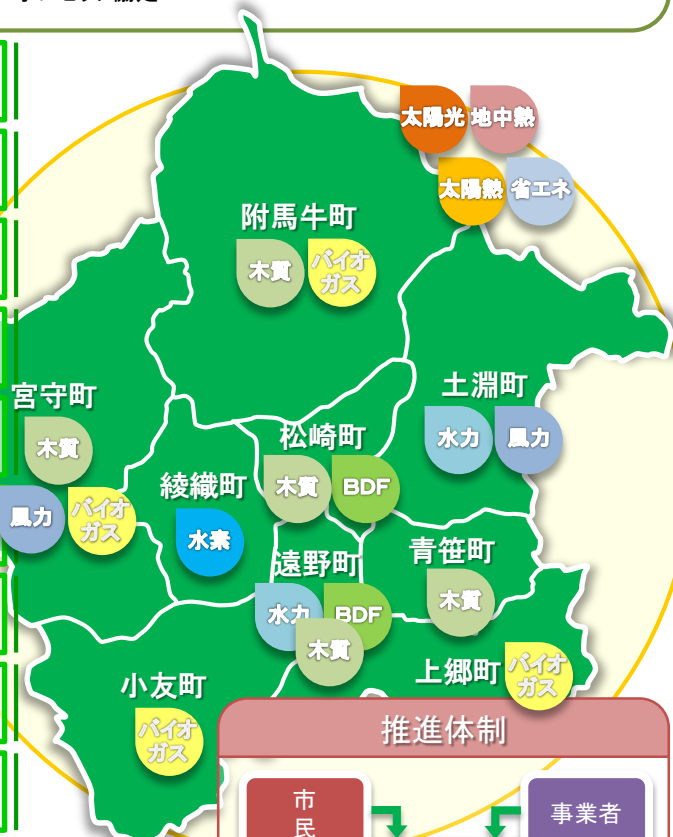 太陽光
地中熱
太陽熱
省エネ
附馬牛町
木質
バイオ
ガス
土淵町
水力
風力
宮守町
木質
風力
バイオ
ガス
松崎町
木質
BDF
綾織町
水素
遠野町
水力
BDF
木質
青笹町
木質
上郷町
バイオ
ガス
小友町
バイオ
ガス
推進体制
市
民
事業者